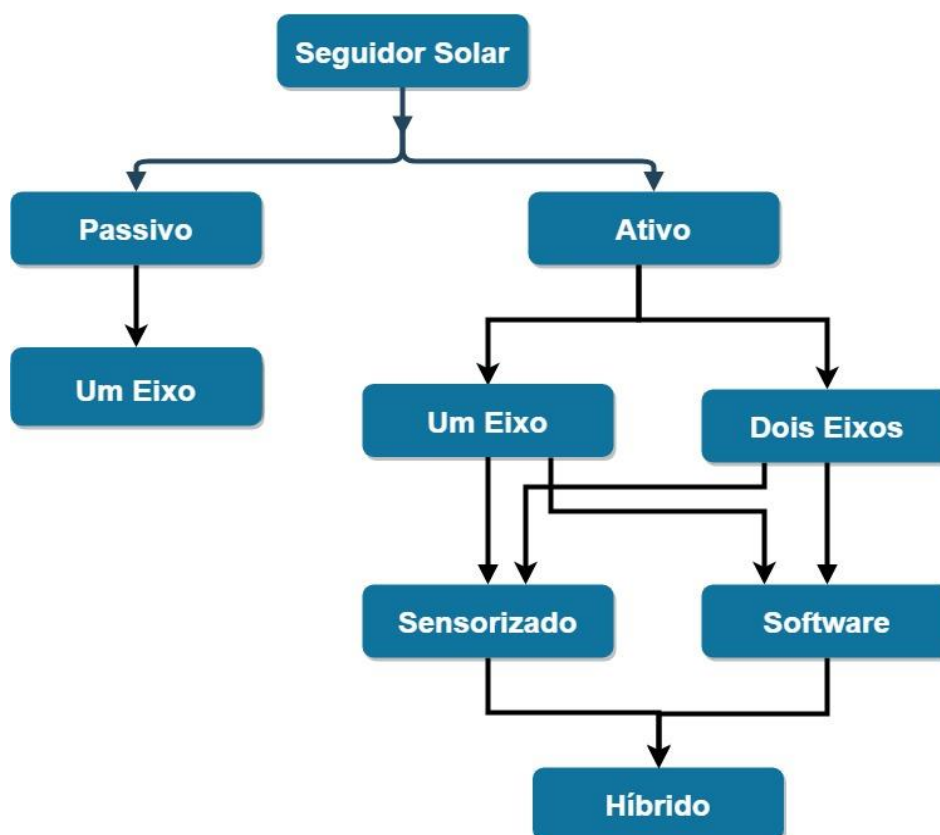 Seguidor Solar
Passivo
Ativo
Um Eixo
Um Eixo
Dois Eixos
Sensorizado
Software
Híbrido